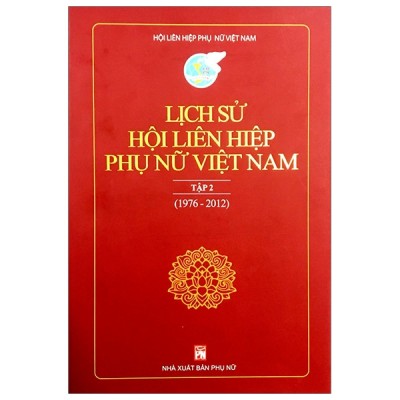 HỘI LIÊN HIỆP PHỤ NỮ VIỆT NAM
LỊCH SỬ
HỘI LIÊN HIỆP
PHỤ NỮ VIỆT NAM
TẬP 2
(1976 - 2012)
PN
NHÀ XUẤT BẢN PHỤ NỮ